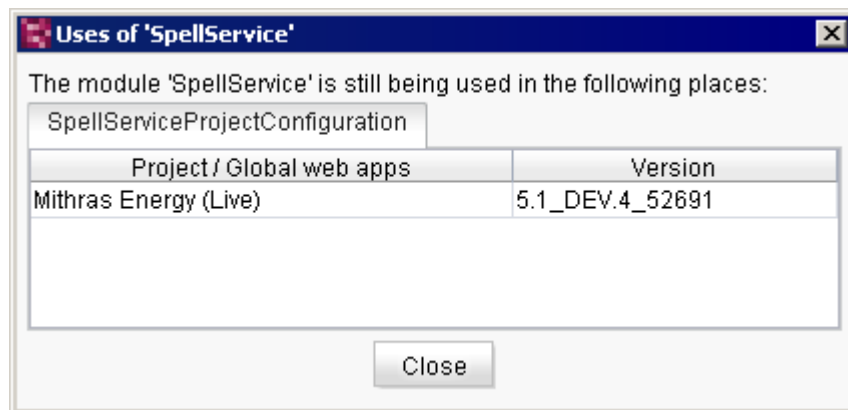 Uses of 'SpellService'
The module 'SpellService' is still being used in the following places:
SpellServiceProjectConfiguration
Project / Global web apps Version
Mithras Energy (Live) 5.1_DEV.4_52691
Close